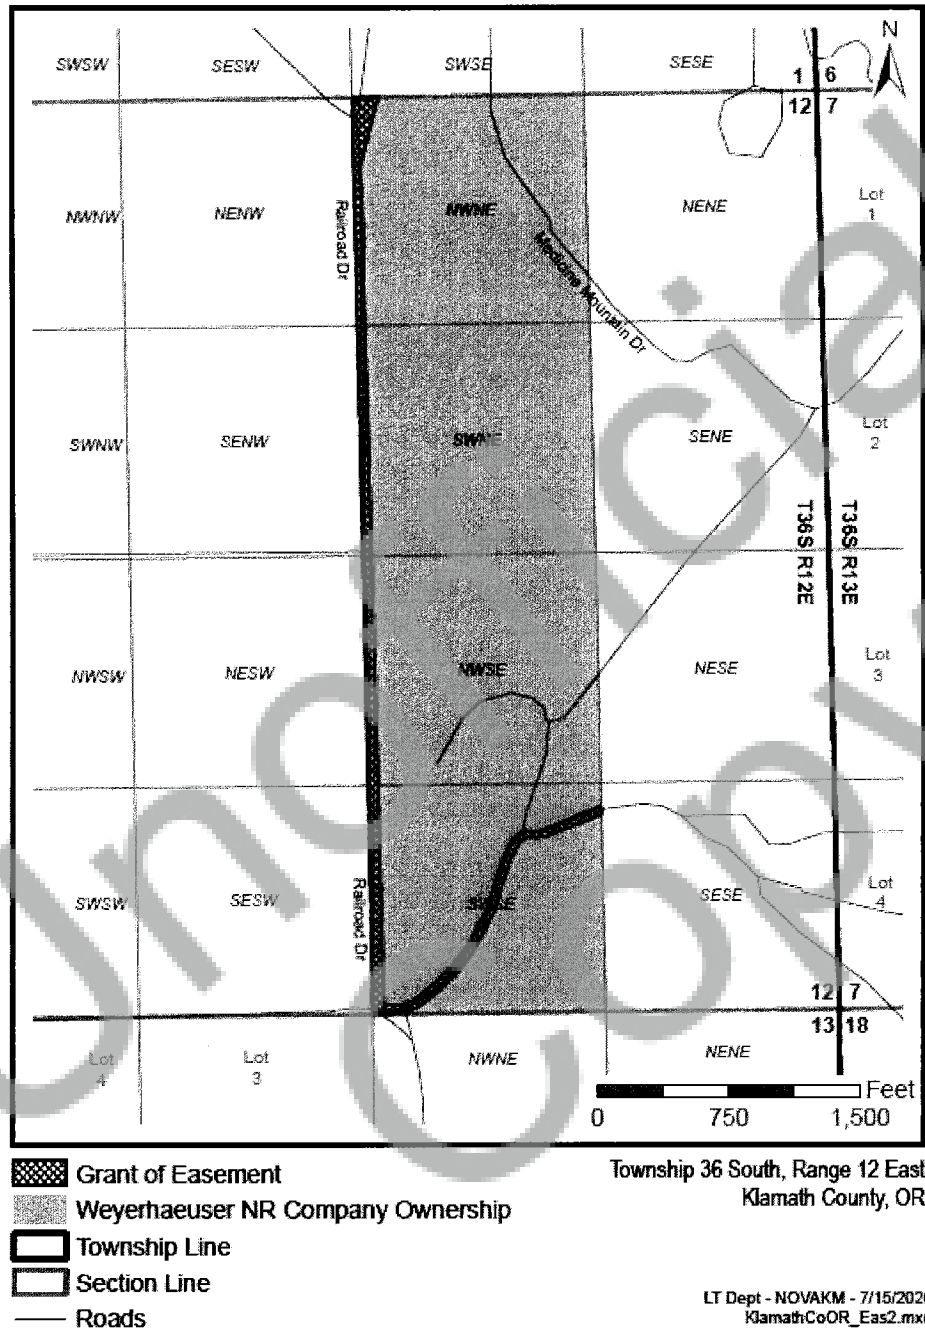 N
SWSW SESW SWSE SESE 1 6
12 7
NWNW NENW NWNE NENE Lot
1
Railroad Dr
Medicine Mountain Dr
SWNW SENW SWNE SENE Lot
2
T36S R12E
T36S R13E
NWSW NESW NWSE NESE Lot
3
SWSW SESW SWSE SESE Lot
4
Railroad Dr
12 7
13 18
Lot
4
Lot
3
NWNE NENE
Feet
0 750 1,500
Unofficial
Copy
Grant of Easement
Weyerhaeuser NR Company Ownership
Township Line
Section Line
Roads
Township 36 South, Range 12 East
Klamath County, OR
LT Dept - NOVAKM - 7/15/2020
KlamathCoOR_Eas2.mx